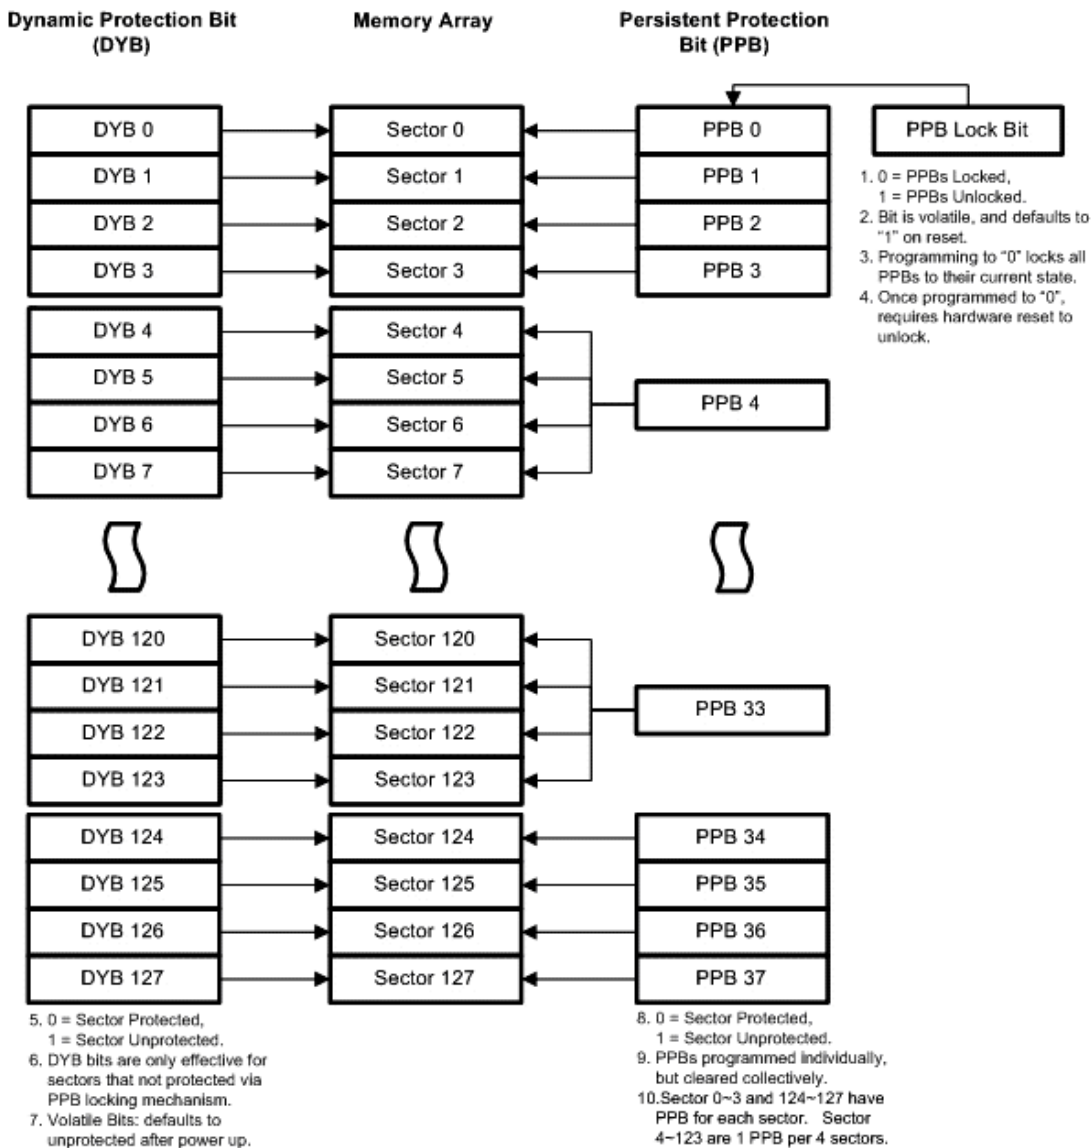 Dynamic Protection Bit
(DYB)
Memory Array
Persistent Protection
Bit (PPB)
DYB 0
Sector 0
PPB 0
PPB Lock Bit
DYB 1
Sector 1
PPB 1
DYB 2
Sector 2
PPB 2
DYB 3
Sector 3
PPB 3
1. 0 = PPBs Locked,
1 = PPBs Unlocked.
2. Bit is volatile, and defaults to
"1" on reset.
3. Programming to "0" locks all
PPBs to their current state.
4. Once programmed to "0",
requires hardware reset to
unlock.
DYB 4
Sector 4
DYB 5
Sector 5
PPB 4
DYB 6
Sector 6
DYB 7
Sector 7
DYB 120
Sector 120
DYB 121
Sector 121
PPB 33
DYB 122
Sector 122
DYB 123
Sector 123
DYB 124
Sector 124
PPB 34
DYB 125
Sector 125
PPB 35
DYB 126
Sector 126
PPB 36
DYB 127
Sector 127
PPB 37
5. 0 = Sector Protected,
1 = Sector Unprotected.
6. DYB bits are only effective for
sectors that not protected via
PPB locking mechanism.
7. Volatile Bits: defaults to
unprotected after power up.
8. 0 = Sector Protected,
1 = Sector Unprotected.
9. PPBs programmed individually,
but cleared collectively.
10.Sector 0~3 and 124~127 have
PPB for each sector. Sector
4~123 are 1 PPB per 4 sectors.